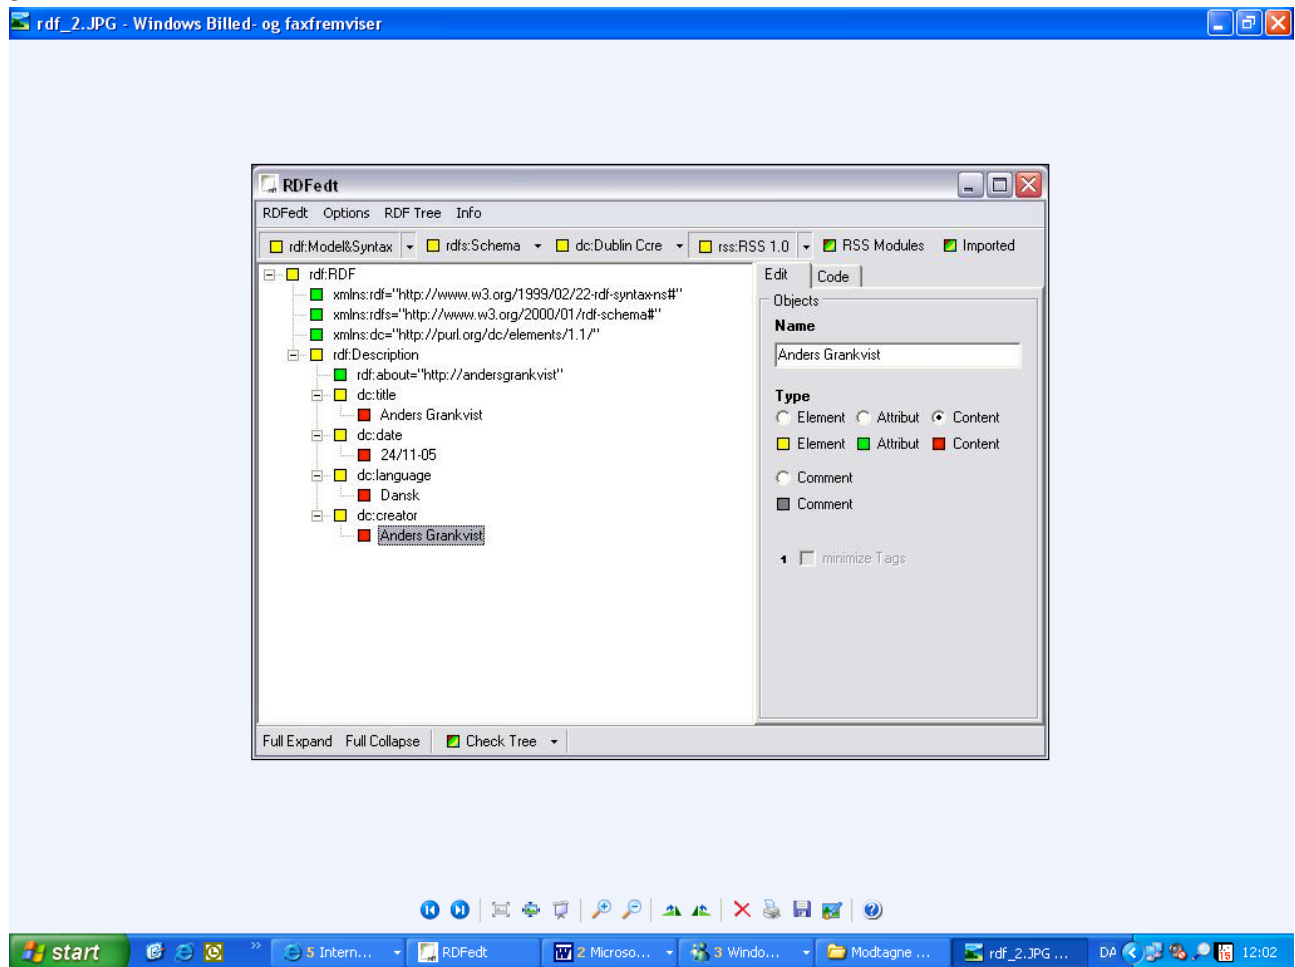 rdf_2.JPG - Windows Billed- og faxfremviser
RDFedt
RDFedt Options RDF Tree Info
rdf:Model&Syntax rdfs:Schema dc:Dublin Core rss:RSS 1.0 RSS Modules Imported
rdf:RDF
xmlns:rdf="http://www.w3.org/1999/02/22-rdf-syntax-ns#"
xmlns:rdfs="http://www.w3.org/2000/01/rdf-schema#"
xmlns:dc="http://purl.org/dc/elements/1.1/"
rdf:Description
rdf:about="http://andersgrankvist"
dc:title
Anders Grankvist
dc:date
24/11-05
dc:language
Dansk
dc:creator
Anders Grankvist
Edit Code
Objects
Name
Anders Grankvist
Type
Element Attribut Content
Element Attribut Content
Comment
Comment
1 minimize Tags
Full Expand Full Collapse Check Tree
start 5 Intern... RDFedt 2 Microso... 3 Windo... Modtagne ... rdf_2.JPG ... DA 15 12:02